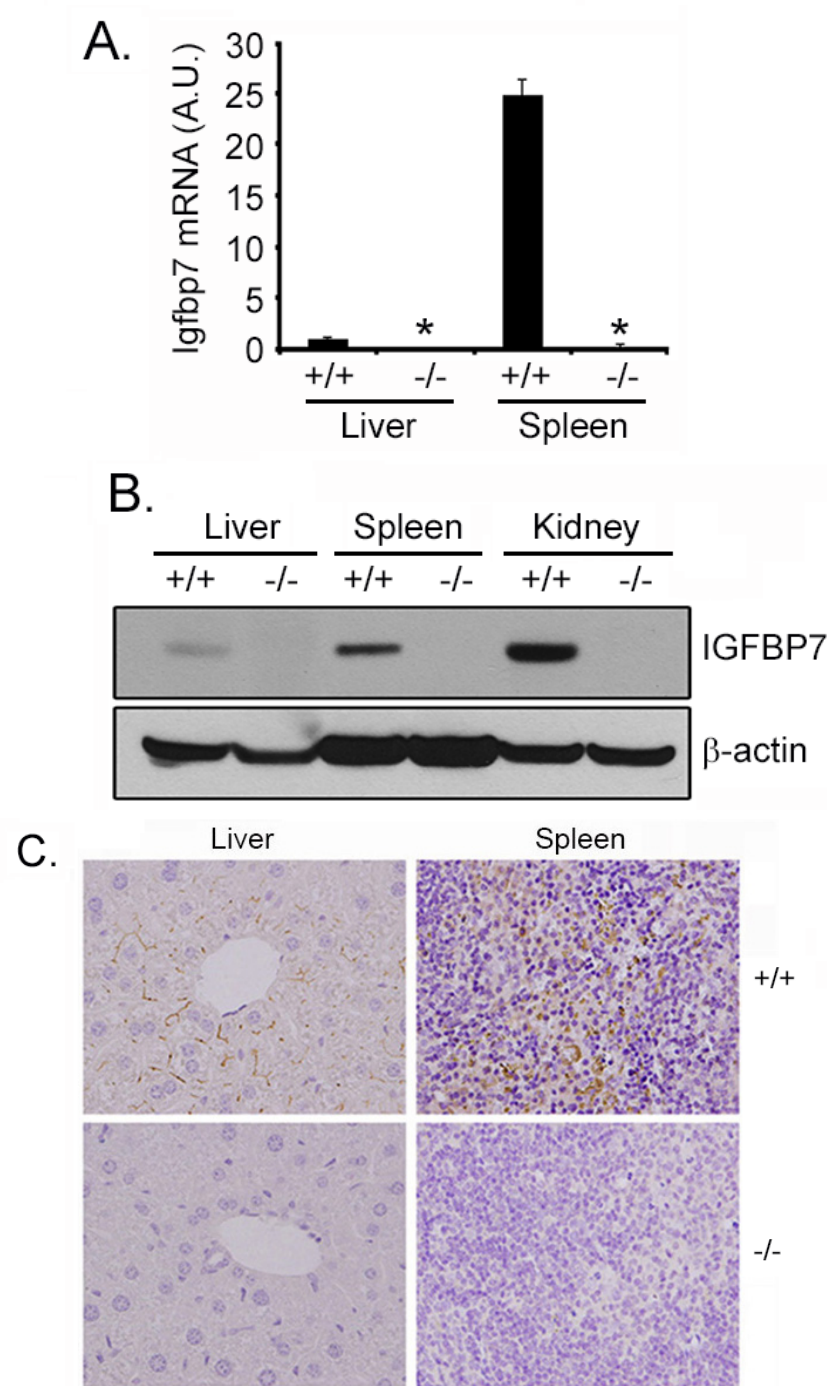 A.
Igfbp7 mRNA (A.U.)
30
25
20
15
10
5
0
* *
+/+ -/- +/+ -/-
Liver Spleen
B.
Liver Spleen Kidney
+/+ -/- +/+ -/- +/+ -/-
IGFBP7
β-actin
C.
Liver Spleen
+/+
-/-